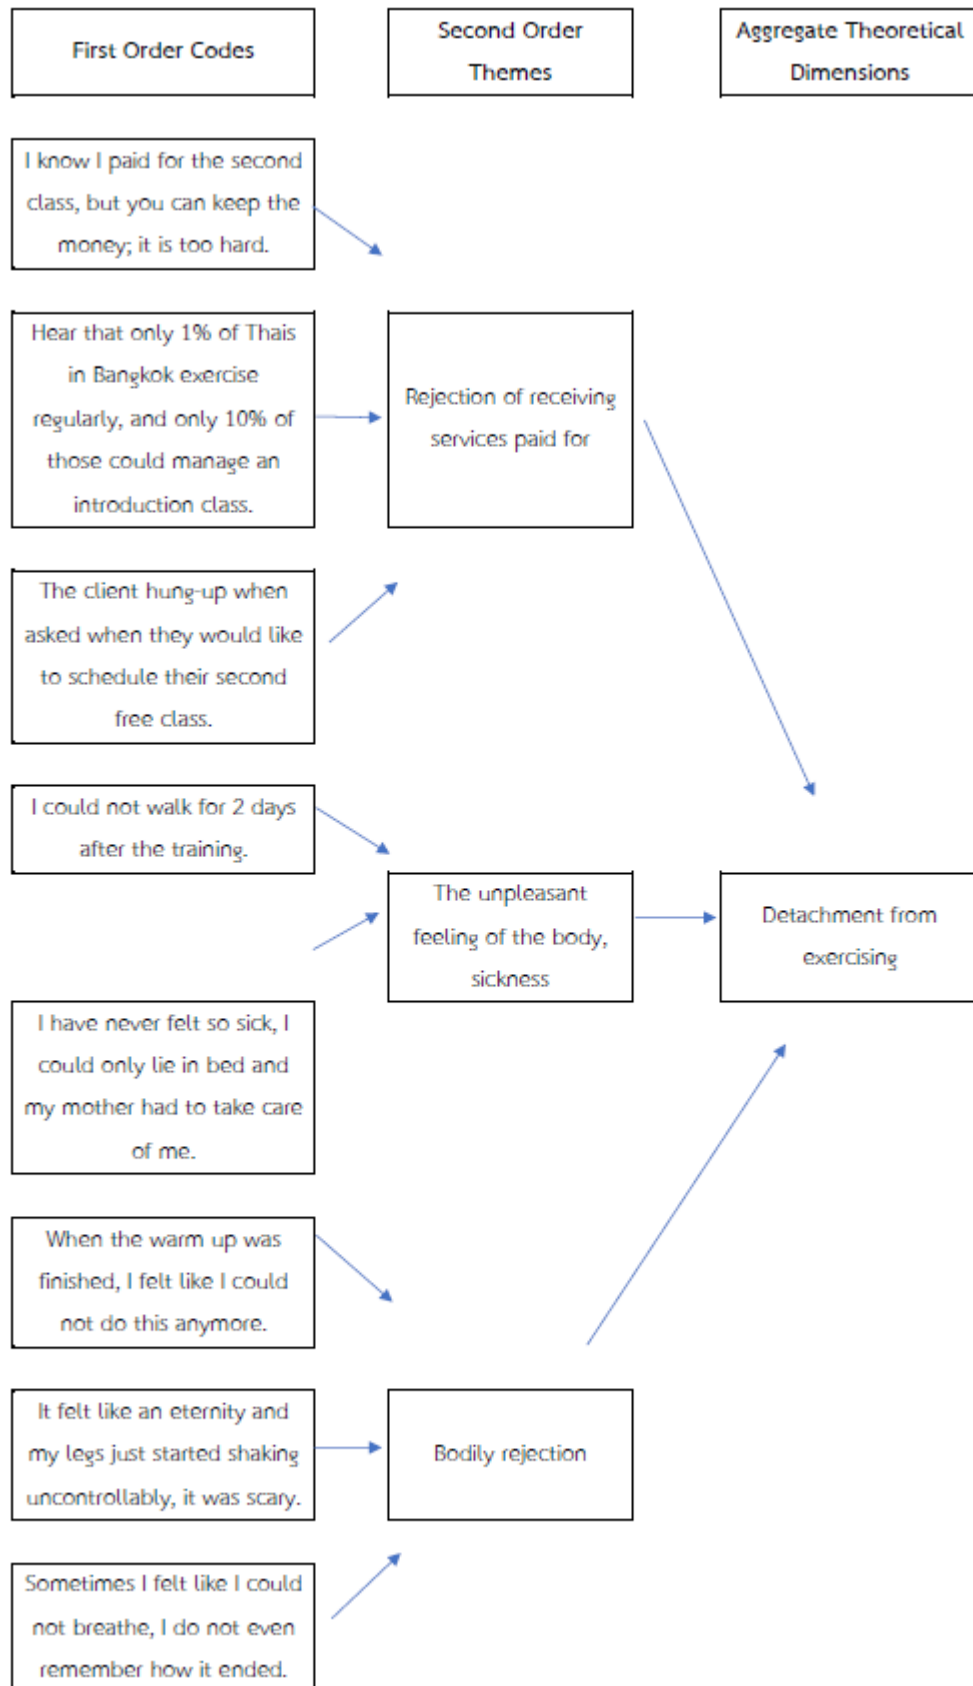 First Order Codes
Second Order
Themes
Aggregate Theoretical
Dimensions
I know I paid for the second
class, but you can keep the
money; it is too hard.
Hear that only 1% of Thais
in Bangkok exercise
regularly, and only 10% of
those could manage an
introduction class.
Rejection of receiving
services paid for
The client hung-up when
asked when they would like
to schedule their second
free class.
I could not walk for 2 days
after the training.
The unpleasant
feeling of the body,
sickness
Detachment from
exercising
I have never felt so sick, I
could only lie in bed and
my mother had to take care
of me.
When the warm up was
finished, I felt like I could
not do this anymore.
It felt like an eternity and
my legs just started shaking
uncontrollably, it was scary.
Bodily rejection
Sometimes I felt like I could
not breathe, I do not even
remember how it ended.